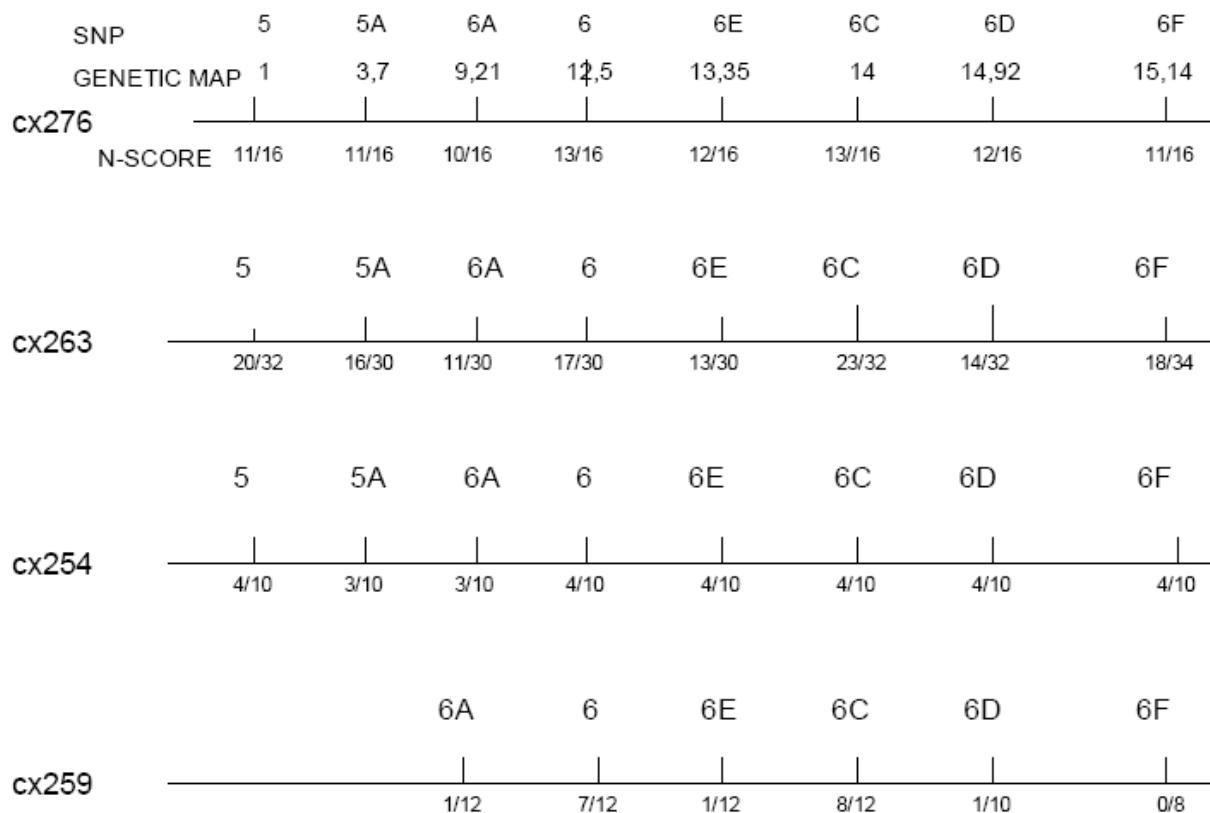 SNP 5 5A 6A 6 6E 6C 6D 6F
GENETIC MAP 1 3,7 9,21 12,5 13,35 14 14,92 15,14
cx276
N-SCORE 11/16 11/16 10/16 13/16 12/16 13//16 12/16 11/16
5 5A 6A 6 6E 6C 6D 6F
cx263
20/32 16/30 11/30 17/30 13/30 23/32 14/32 18/34
5 5A 6A 6 6E 6C 6D 6F
cx254
4/10 3/10 3/10 4/10 4/10 4/10 4/10 4/10
6A 6 6E 6C 6D 6F
cx259
1/12 7/12 1/12 8/12 1/10 0/8